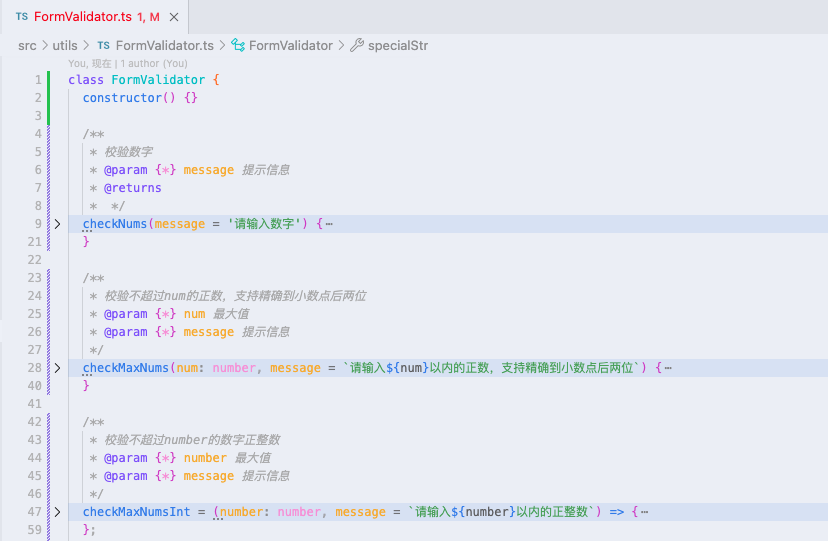 TS FormValidator.ts 1, M ×
src > utils > TS FormValidator.ts > FormValidator > specialStr
You, 现在 | 1 author (You)
1 class FormValidator {
2 constructor() {}
3
4 /**
5 * 校验数字
6 * @param {*} message 提示信息
7 * @returns
8 * */
9 > checkNums(message = '请输入数字') {⋯
21 }
22
23 /**
24 * 校验不超过num的正数，支持精确到小数点后两位
25 * @param {*} num 最大值
26 * @param {*} message 提示信息
27 */
28 > checkMaxNums(num: number, message = `请输入${num}以内的正数，支持精确到小数点后两位`) {⋯
40 }
41
42 /**
43 * 校验不超过number的数字正整数
44 * @param {*} number 最大值
45 * @param {*} message 提示信息
46 */
47 > checkMaxNumsInt = (number: number, message = `请输入${number}以内的正整数`) => {⋯
59 };